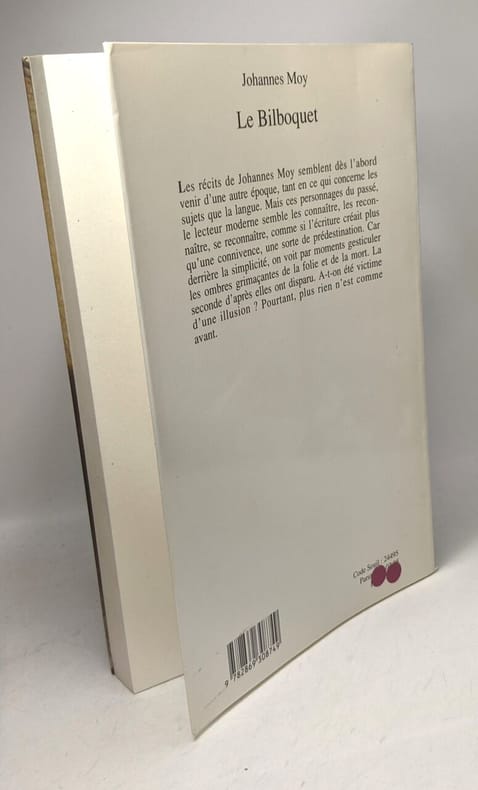 Johannes Moy
Le Bilboquet
Les récits de Johannes Moy semblent dès l'abord
venir d'une autre époque, tant en ce qui concerne les
sujets que la langue. Mais ces personnages du passé,
le lecteur moderne semble les connaître, les recon-
naître, se reconnaître, comme si l'écriture créait plus
qu'une connivence, une sorte de prédestination. Car
derrière la simplicité, on voit par moments gesticuler
les ombres grimaçantes de la folie et de la mort. La
seconde d'après elles ont disparu. A-t-on été victime
d'une illusion ? Pourtant, plus rien n'est comme
avant.
Code Seuil : 24495
9 782869 308749